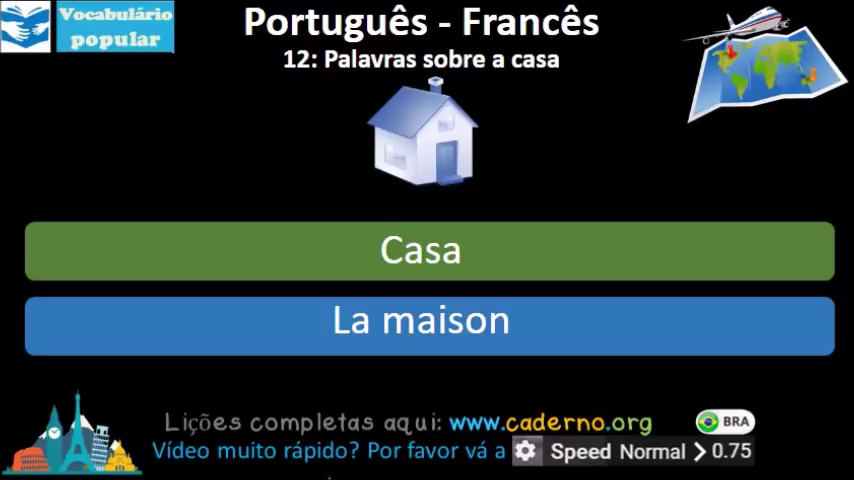 Vocabulário
popular
Português - Francês
12: Palavras sobre a casa
Casa
La maison
Lições completas aqui: www.caderno.org
BRA
Vídeo muito rápido? Por favor vá a Speed Normal > 0.75